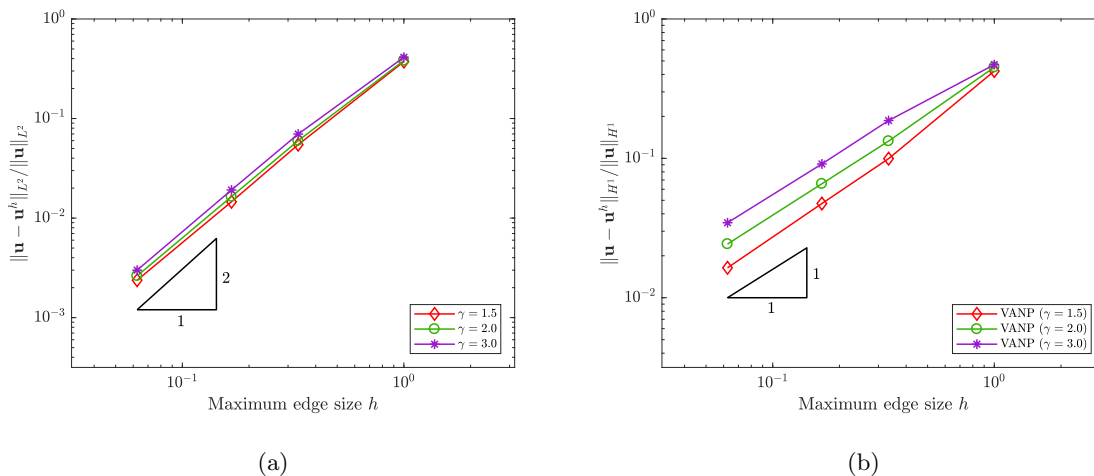 10^0
10^{-1}
10^{-2}
10^{-3}
‖u − u^h‖_{L^2}/‖u‖_{L^2}
2
1
γ = 1.5
γ = 2.0
γ = 3.0
10^{-1}
10^0
Maximum edge size h
(a)
10^0
10^{-1}
10^{-2}
‖u − u^h‖_{H^1}/‖u‖_{H^1}
1
1
VANP (γ = 1.5)
VANP (γ = 2.0)
VANP (γ = 3.0)
10^{-1}
10^0
Maximum edge size h
(b)